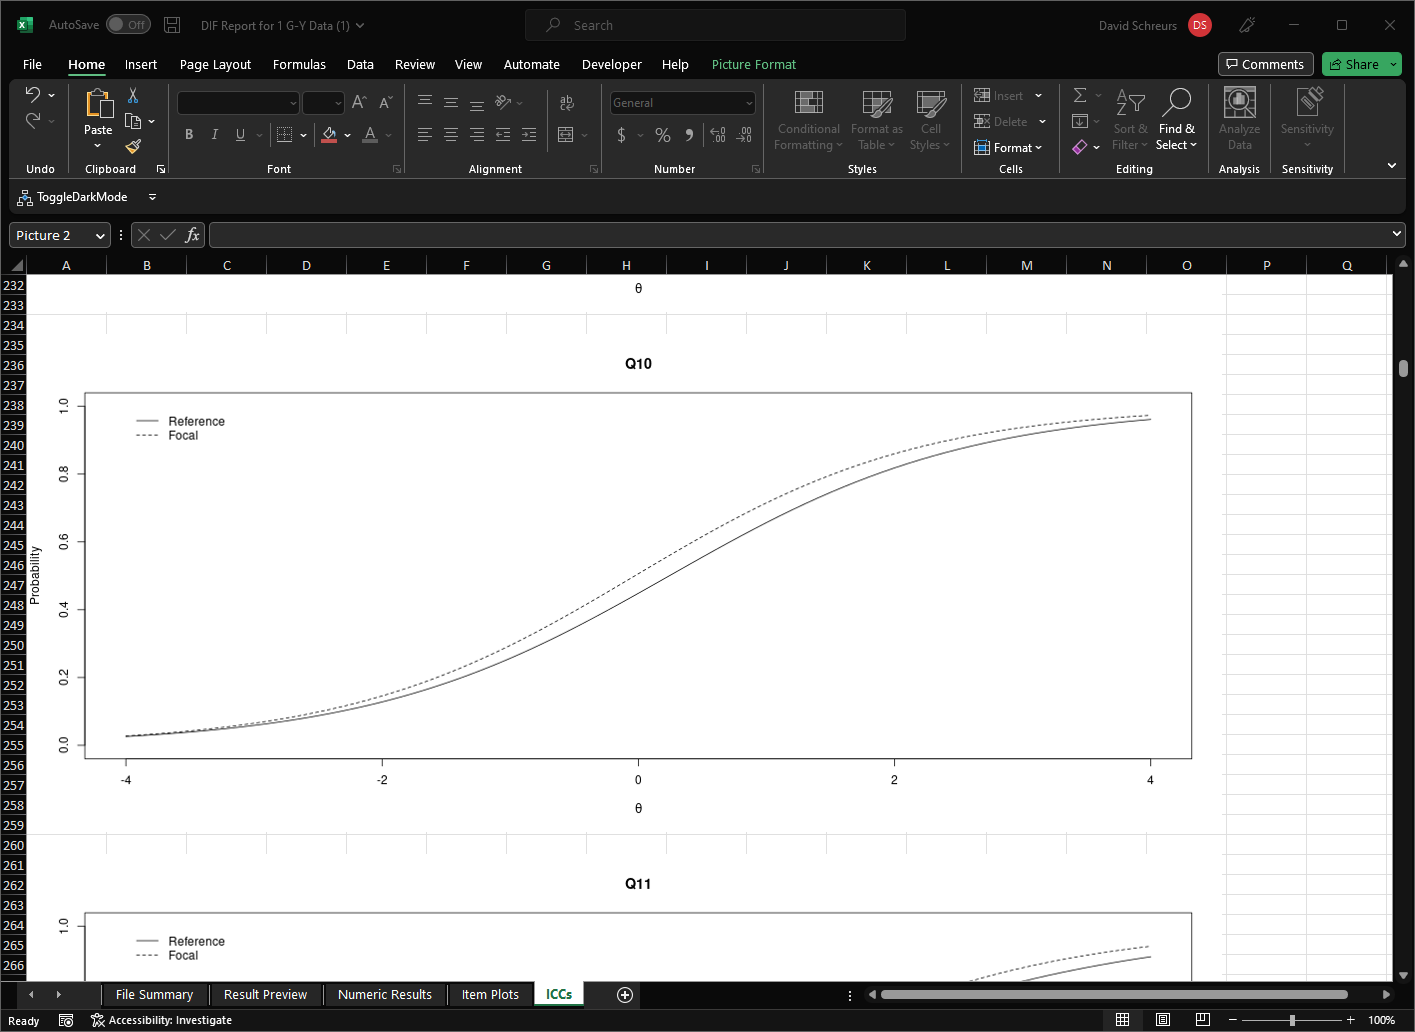 AutoSave Off DIF Report for 1 G-Y Data (1) Search David Schreurs DS
File Home Insert Page Layout Formulas Data Review View Automate Developer Help Picture Format Comments Share
Paste
B I U A
ab
General
$ % 9
Conditional Formatting
Format as Table
Cell Styles
Insert
Delete
Format
Sort & Filter
Find & Select
Analyze Data
Sensitivity
Undo Clipboard Font Alignment Number Styles Cells Editing Analysis Sensitivity
ToggleDarkMode
Picture 2 fx
A B C D E F G H I J K L M N O P Q
232
233
234
235
236
237
238
239
240
241
242
243
244
245
246
247
248
249
250
251
252
253
254
255
256
257
258
259
260
261
262
263
264
265
266
θ
Q10
Reference
Focal
Probability
1.0
0.8
0.6
0.4
0.2
0.0
-4 -2 0 2 4
θ
Q11
1.0
Reference
Focal
File Summary Result Preview Numeric Results Item Plots ICCs
Ready Accessibility: Investigate 100%